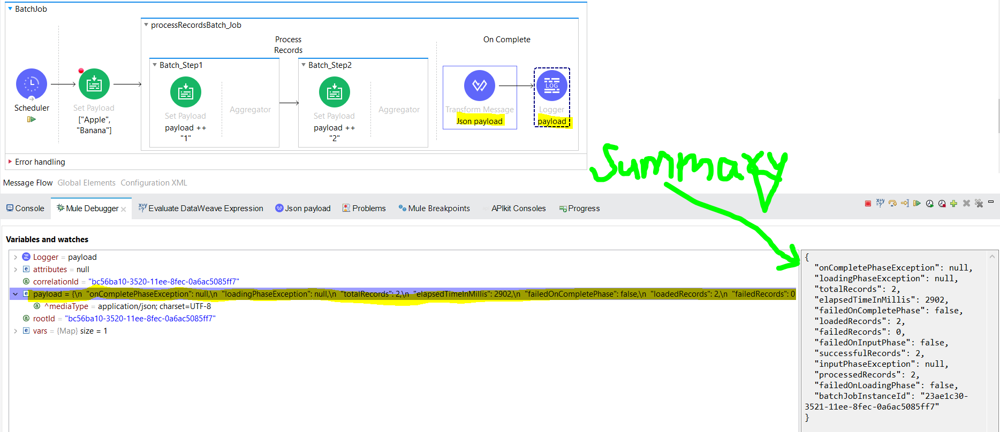 BatchJob
processRecordsBatch_Job
Process
Records
On Complete
Batch_Step1
Batch_Step2
LOG
Scheduler
Set Payload
["Apple",
"Banana"]
Set Payload
payload ++
"1"
Aggregator
Set Payload
payload ++
"2"
Aggregator
Transform Message
Json payload
Logger
payload
Error handling
Summary
Message Flow Global Elements Configuration XML
Console Mule Debugger Evaluate DataWeave Expression Json payload Problems Mule Breakpoints APIkit Consoles Progress
Variables and watches
Logger = payload
attributes = null
correlationId = "bc56ba10-3520-11ee-8fec-0a6ac5085ff7"
payload = {\n "onCompletePhaseException": null,\n "loadingPhaseException": null,\n "totalRecords": 2,\n "elapsedTimeInMillis": 2902,\n "failedOnCompletePhase": false,\n "loadedRecords": 2,\n "failedRecords": 0
^mediaType = application/json; charset=UTF-8
rootId = "bc56ba10-3520-11ee-8fec-0a6ac5085ff7"
vars = {Map} size = 1
{
"onCompletePhaseException": null,
"loadingPhaseException": null,
"totalRecords": 2,
"elapsedTimeInMillis": 2902,
"failedOnCompletePhase": false,
"loadedRecords": 2,
"failedRecords": 0,
"failedOnInputPhase": false,
"successfulRecords": 2,
"inputPhaseException": null,
"processedRecords": 2,
"failedOnLoadingPhase": false,
"batchJobInstanceId": "23ae1c30-
3521-11ee-8fec-0a6ac5085ff7"
}